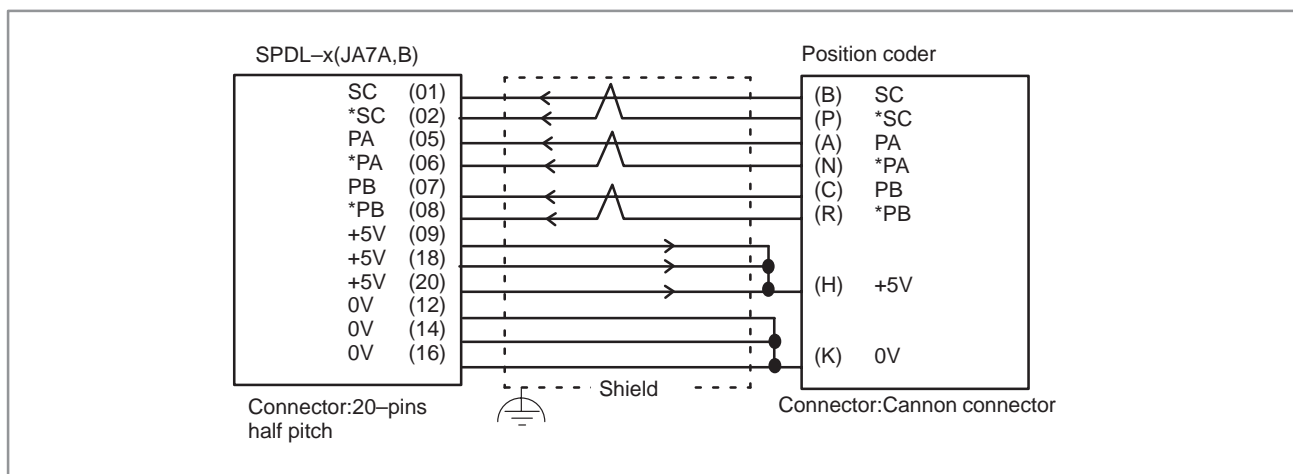 SPDL–x(JA7A,B)
Position coder
SC (01)
*SC (02)
PA (05)
*PA (06)
PB (07)
*PB (08)
+5V (09)
+5V (18)
+5V (20)
0V (12)
0V (14)
0V (16)
(B) SC
(P) *SC
(A) PA
(N) *PA
(C) PB
(R) *PB
(H) +5V
(K) 0V
Shield
Connector:20–pins
half pitch
Connector:Cannon connector